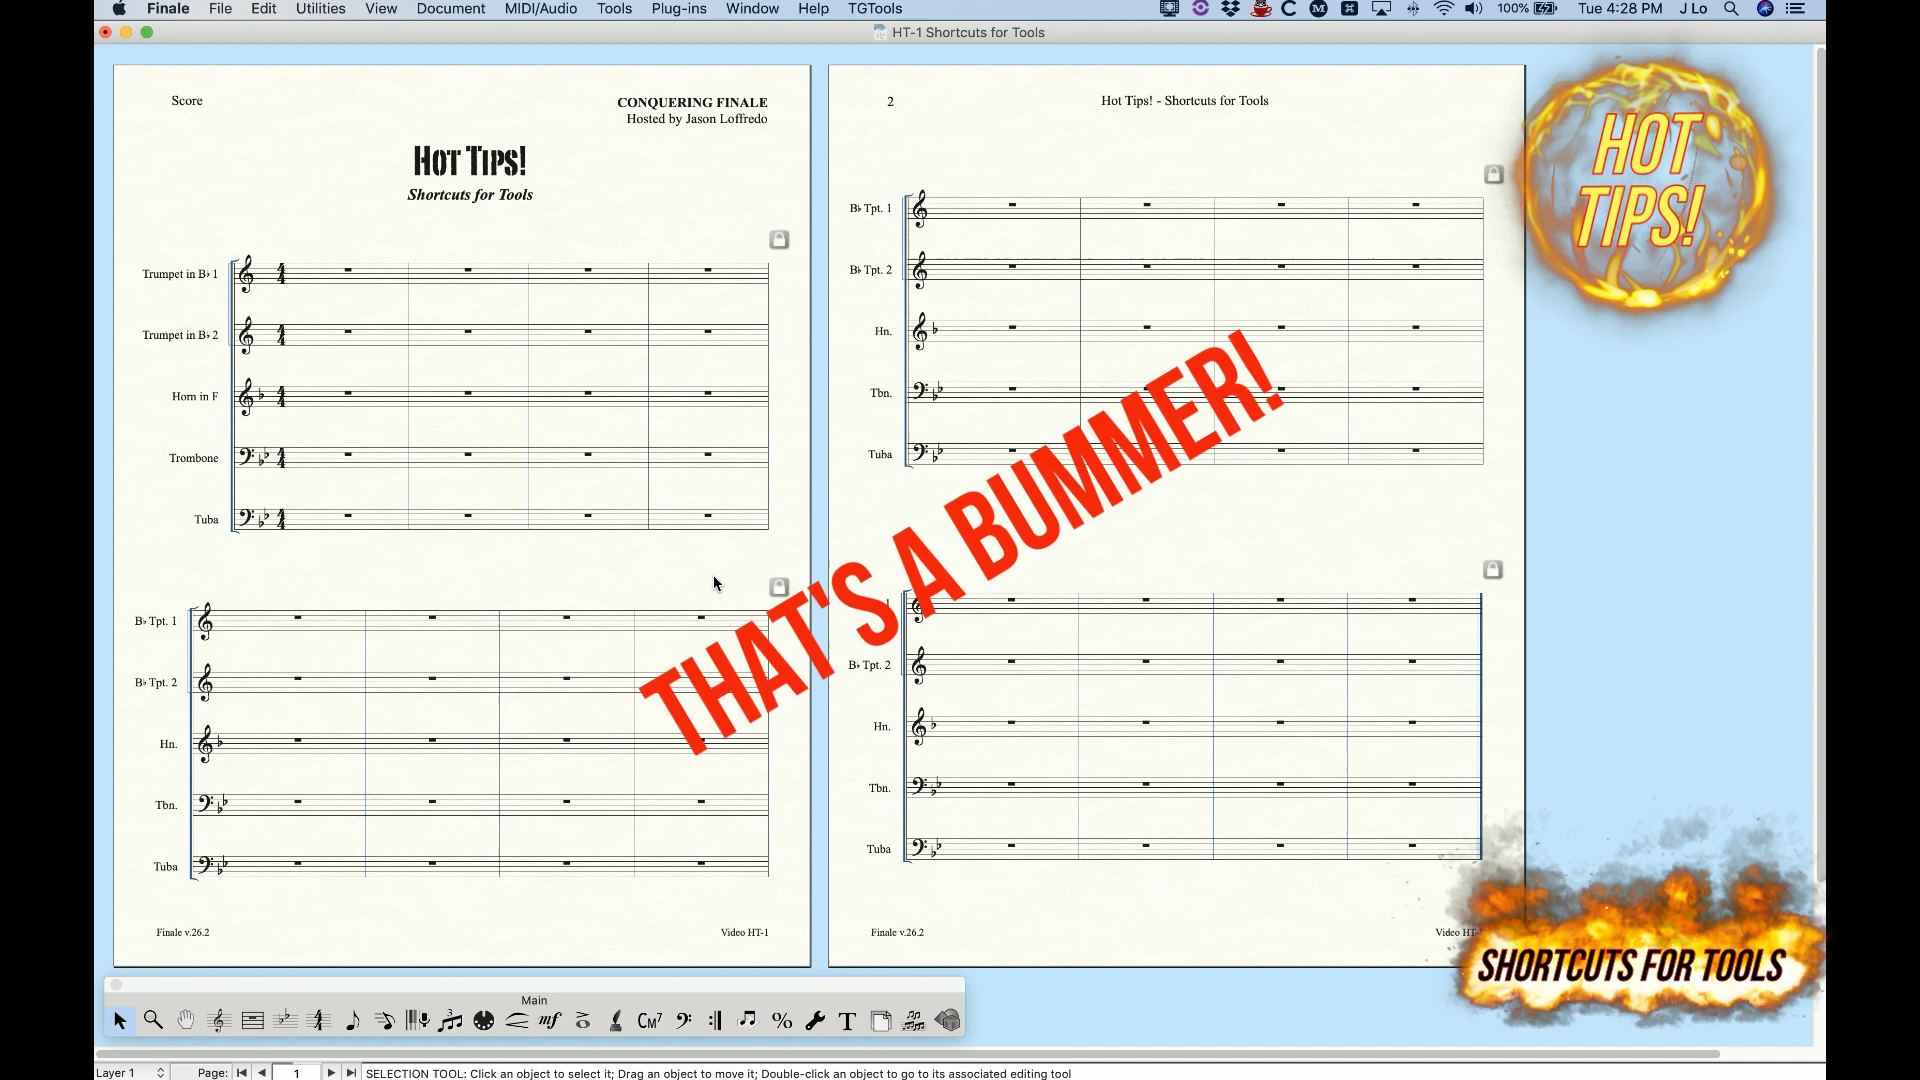 Finale File Edit Utilities View Document MIDI/Audio Tools Plug-ins Window Help TGTools 100% Tue 4:28 PM J Lo
HT-1 Shortcuts for Tools
Score
CONQUERING FINALE
Hosted by Jason Loffredo
HOT TIPS!
Shortcuts for Tools
Trumpet in B♭ 1
Trumpet in B♭ 2
Horn in F
Trombone
Tuba
B♭ Tpt. 1
B♭ Tpt. 2
Hn.
Tbn.
Tuba
Finale v.26.2
Video HT-1
2
Hot Tips! - Shortcuts for Tools
B♭ Tpt. 1
B♭ Tpt. 2
Hn.
Tbn.
Tuba
B♭ Tpt. 2
Hn.
Tbn.
Tuba
Finale v.26.2
Video HT-
THAT'S A BUMMER!
HOT
TIPS!
SHORTCUTS FOR TOOLS
Main
mf CM7 % T
Layer 1 Page: 1 SELECTION TOOL: Click an object to select it; Drag an object to move it; Double-click an object to go to its associated editing tool